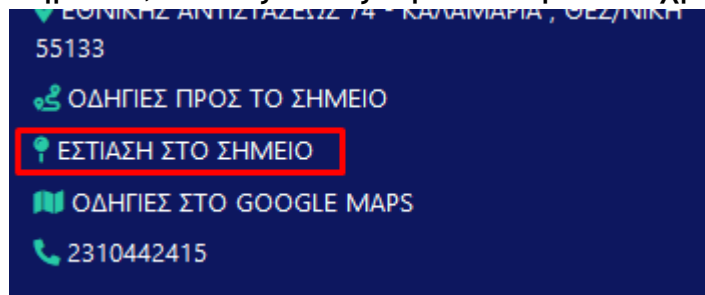 ΕΘΝΙΚΗΣ ΑΝΤΙΣΤΑΣΕΩΣ 74 - ΚΑΛΑΜΑΡΙΑ , ΘΕΣ/ΝΙΚΗ
55133
ΟΔΗΓΙΕΣ ΠΡΟΣ ΤΟ ΣΗΜΕΙΟ
ΕΣΤΙΑΣΗ ΣΤΟ ΣΗΜΕΙΟ
ΟΔΗΓΙΕΣ ΣΤΟ GOOGLE MAPS
2310442415